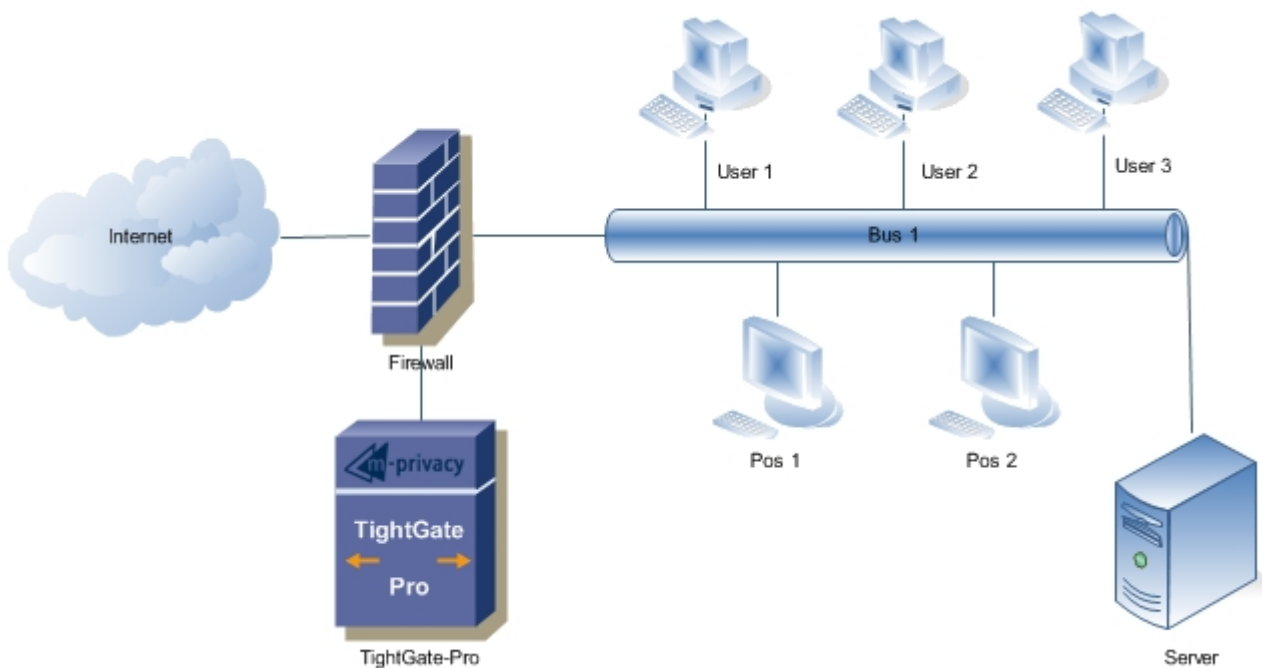 User 1
User 2
User 3
Internet
Bus 1
Firewall
Pos 1
Pos 2
m-privacy
TightGate
Pro
TightGate-Pro
Server